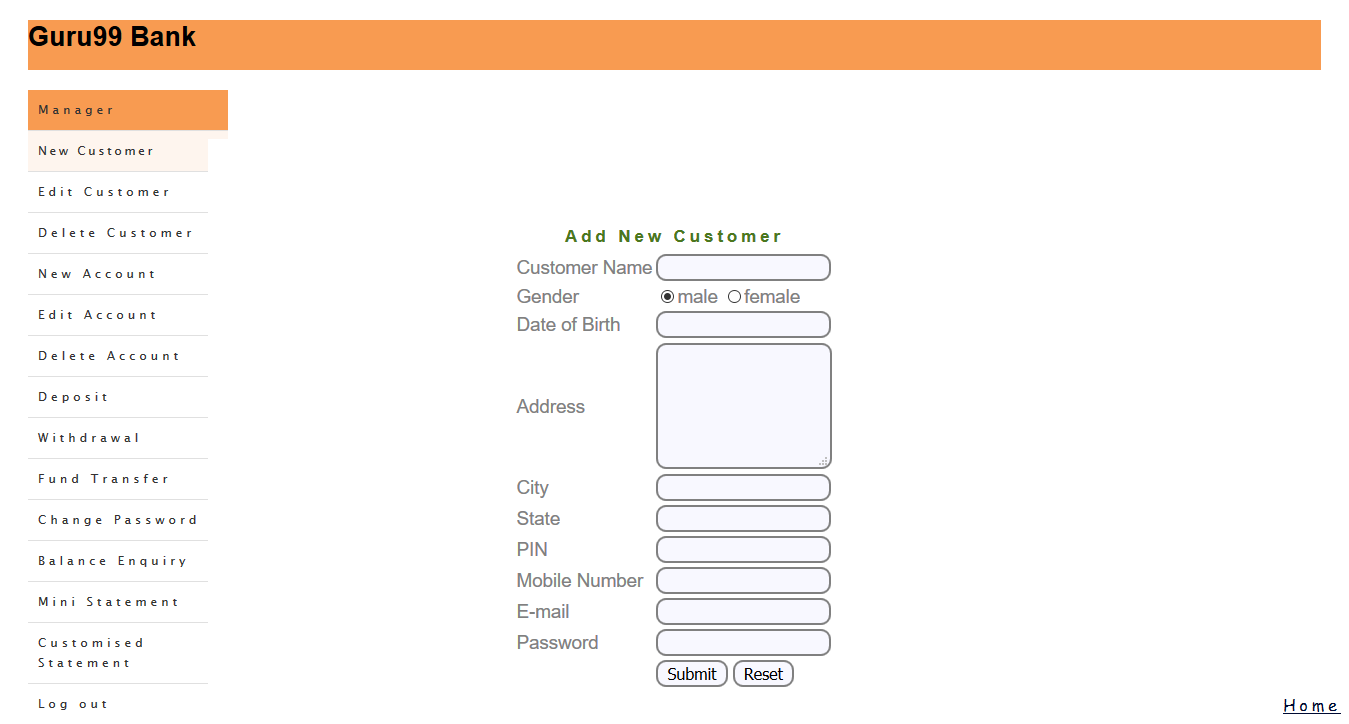 Guru99 Bank
Manager
New Customer
Edit Customer
Delete Customer
New Account
Edit Account
Delete Account
Deposit
Withdrawal
Fund Transfer
Change Password
Balance Enquiry
Mini Statement
Customised
Statement
Log out
Add New Customer
Customer Name
Gender male female
Date of Birth
Address
City
State
PIN
Mobile Number
E-mail
Password
Submit Reset
Home